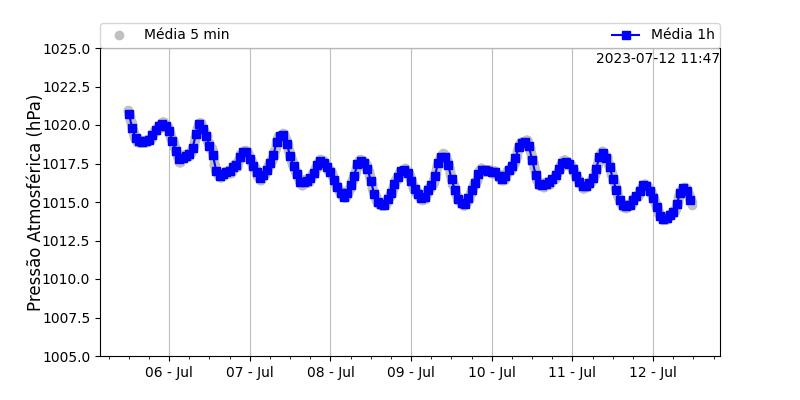 Média 5 min
Média 1h
2023-07-12 11:47
Pressão Atmosférica (hPa)
1025.0
1022.5
1020.0
1017.5
1015.0
1012.5
1010.0
1007.5
1005.0
06 - Jul
07 - Jul
08 - Jul
09 - Jul
10 - Jul
11 - Jul
12 - Jul